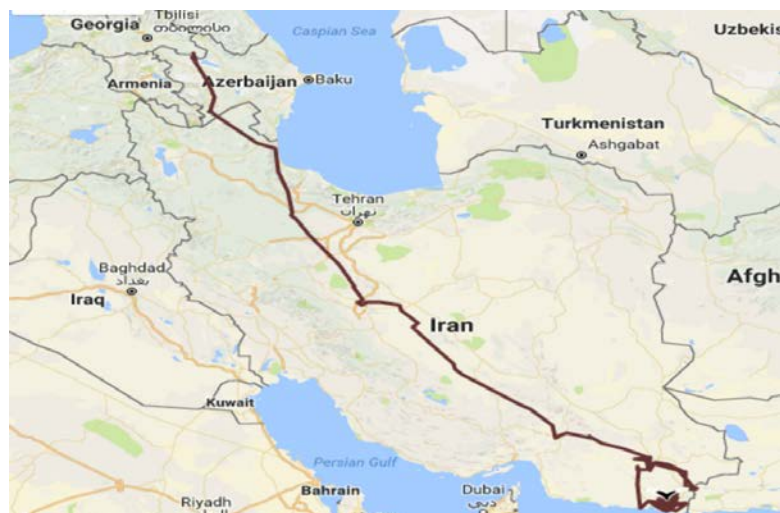 Tbilisi
Georgia
თბილისი
Caspian Sea
Uzbekis
Armenia
Azerbaijan
Baku
Turkmenistan
Ashgabat
Tehran
تهران
Baghdad
بغداد
Iraq
Afgh
Iran
Kuwait
Persian Gulf
Bahrain
Dubai
دبي
Riyadh